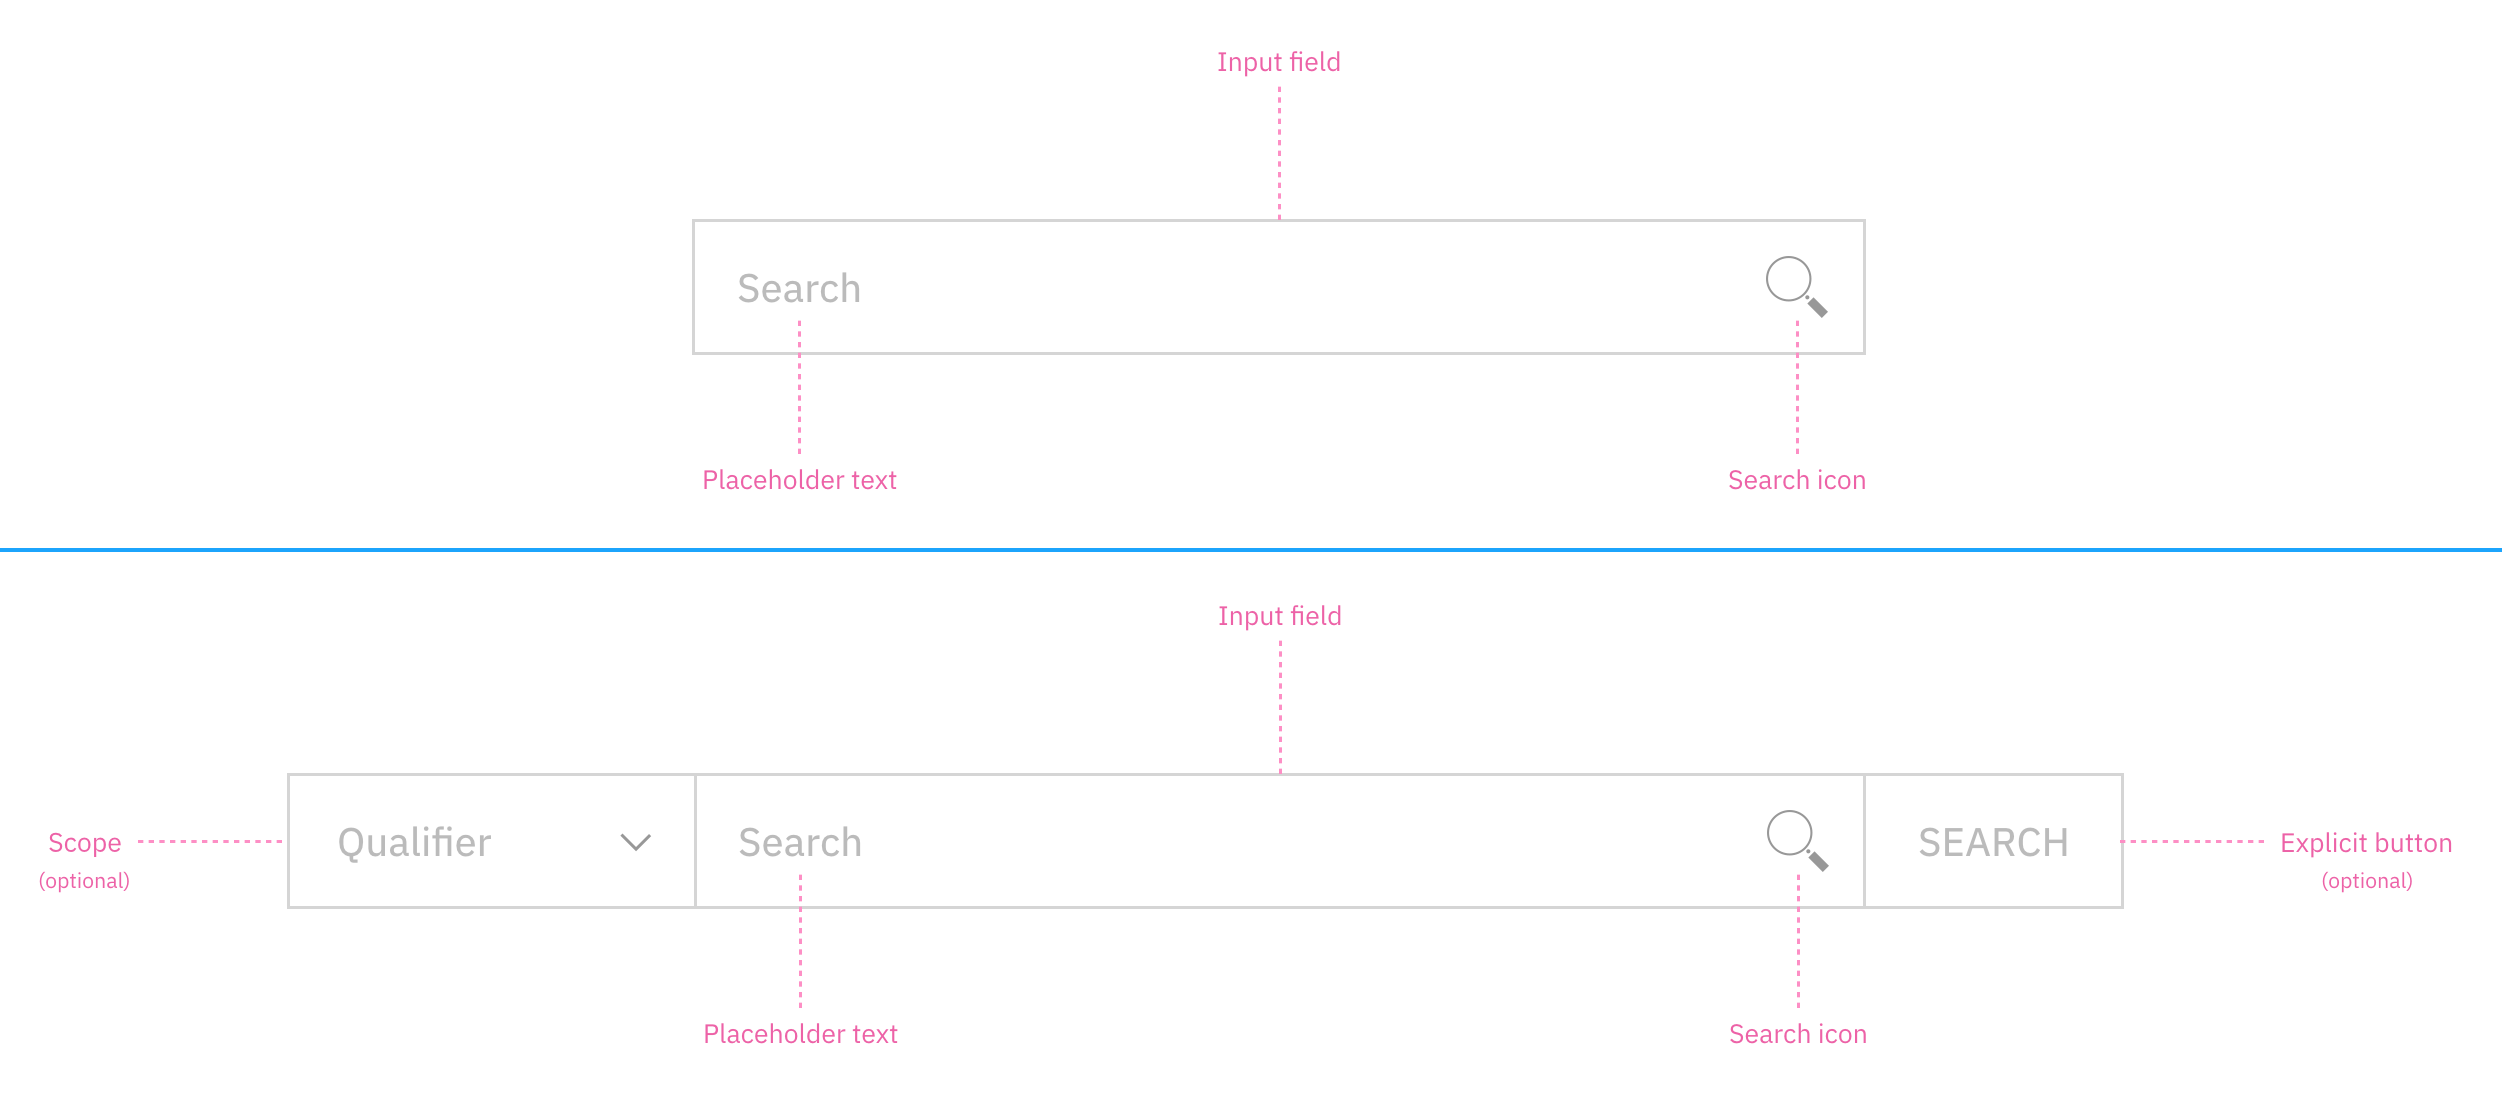 Input field
Search
Placeholder text
Search icon
Input field
Scope
(optional)
Qualifier
Search
SEARCH
Explicit button
(optional)
Placeholder text
Search icon